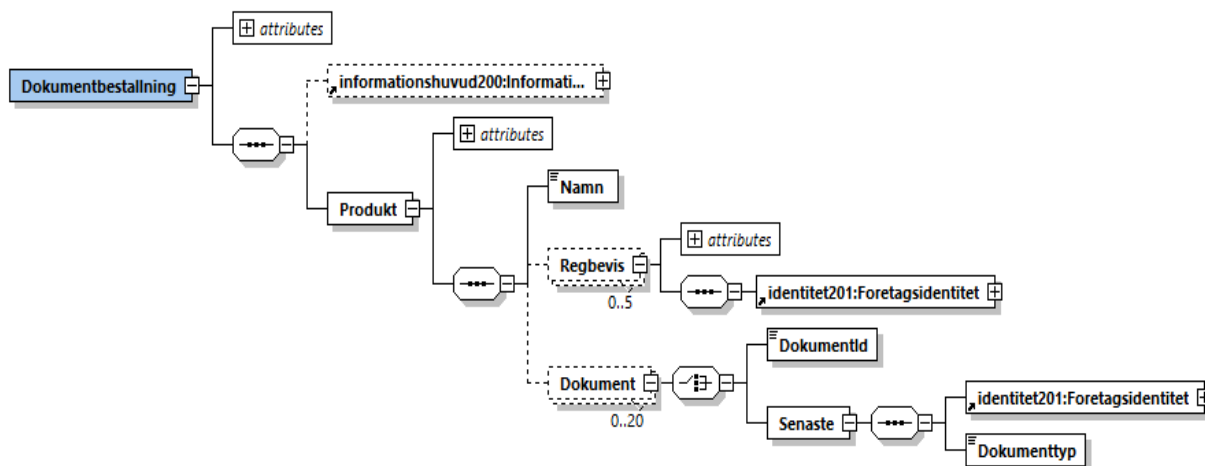 attributes
informationshuvud200:Informati...
Dokumentbestallning
attributes
Namn
Produkt
attributes
Regbevis
0..5
identitet201:Foretagsidentitet
DokumentId
Dokument
0..20
identitet201:Foretagsidentitet
Senaste
Dokumenttyp